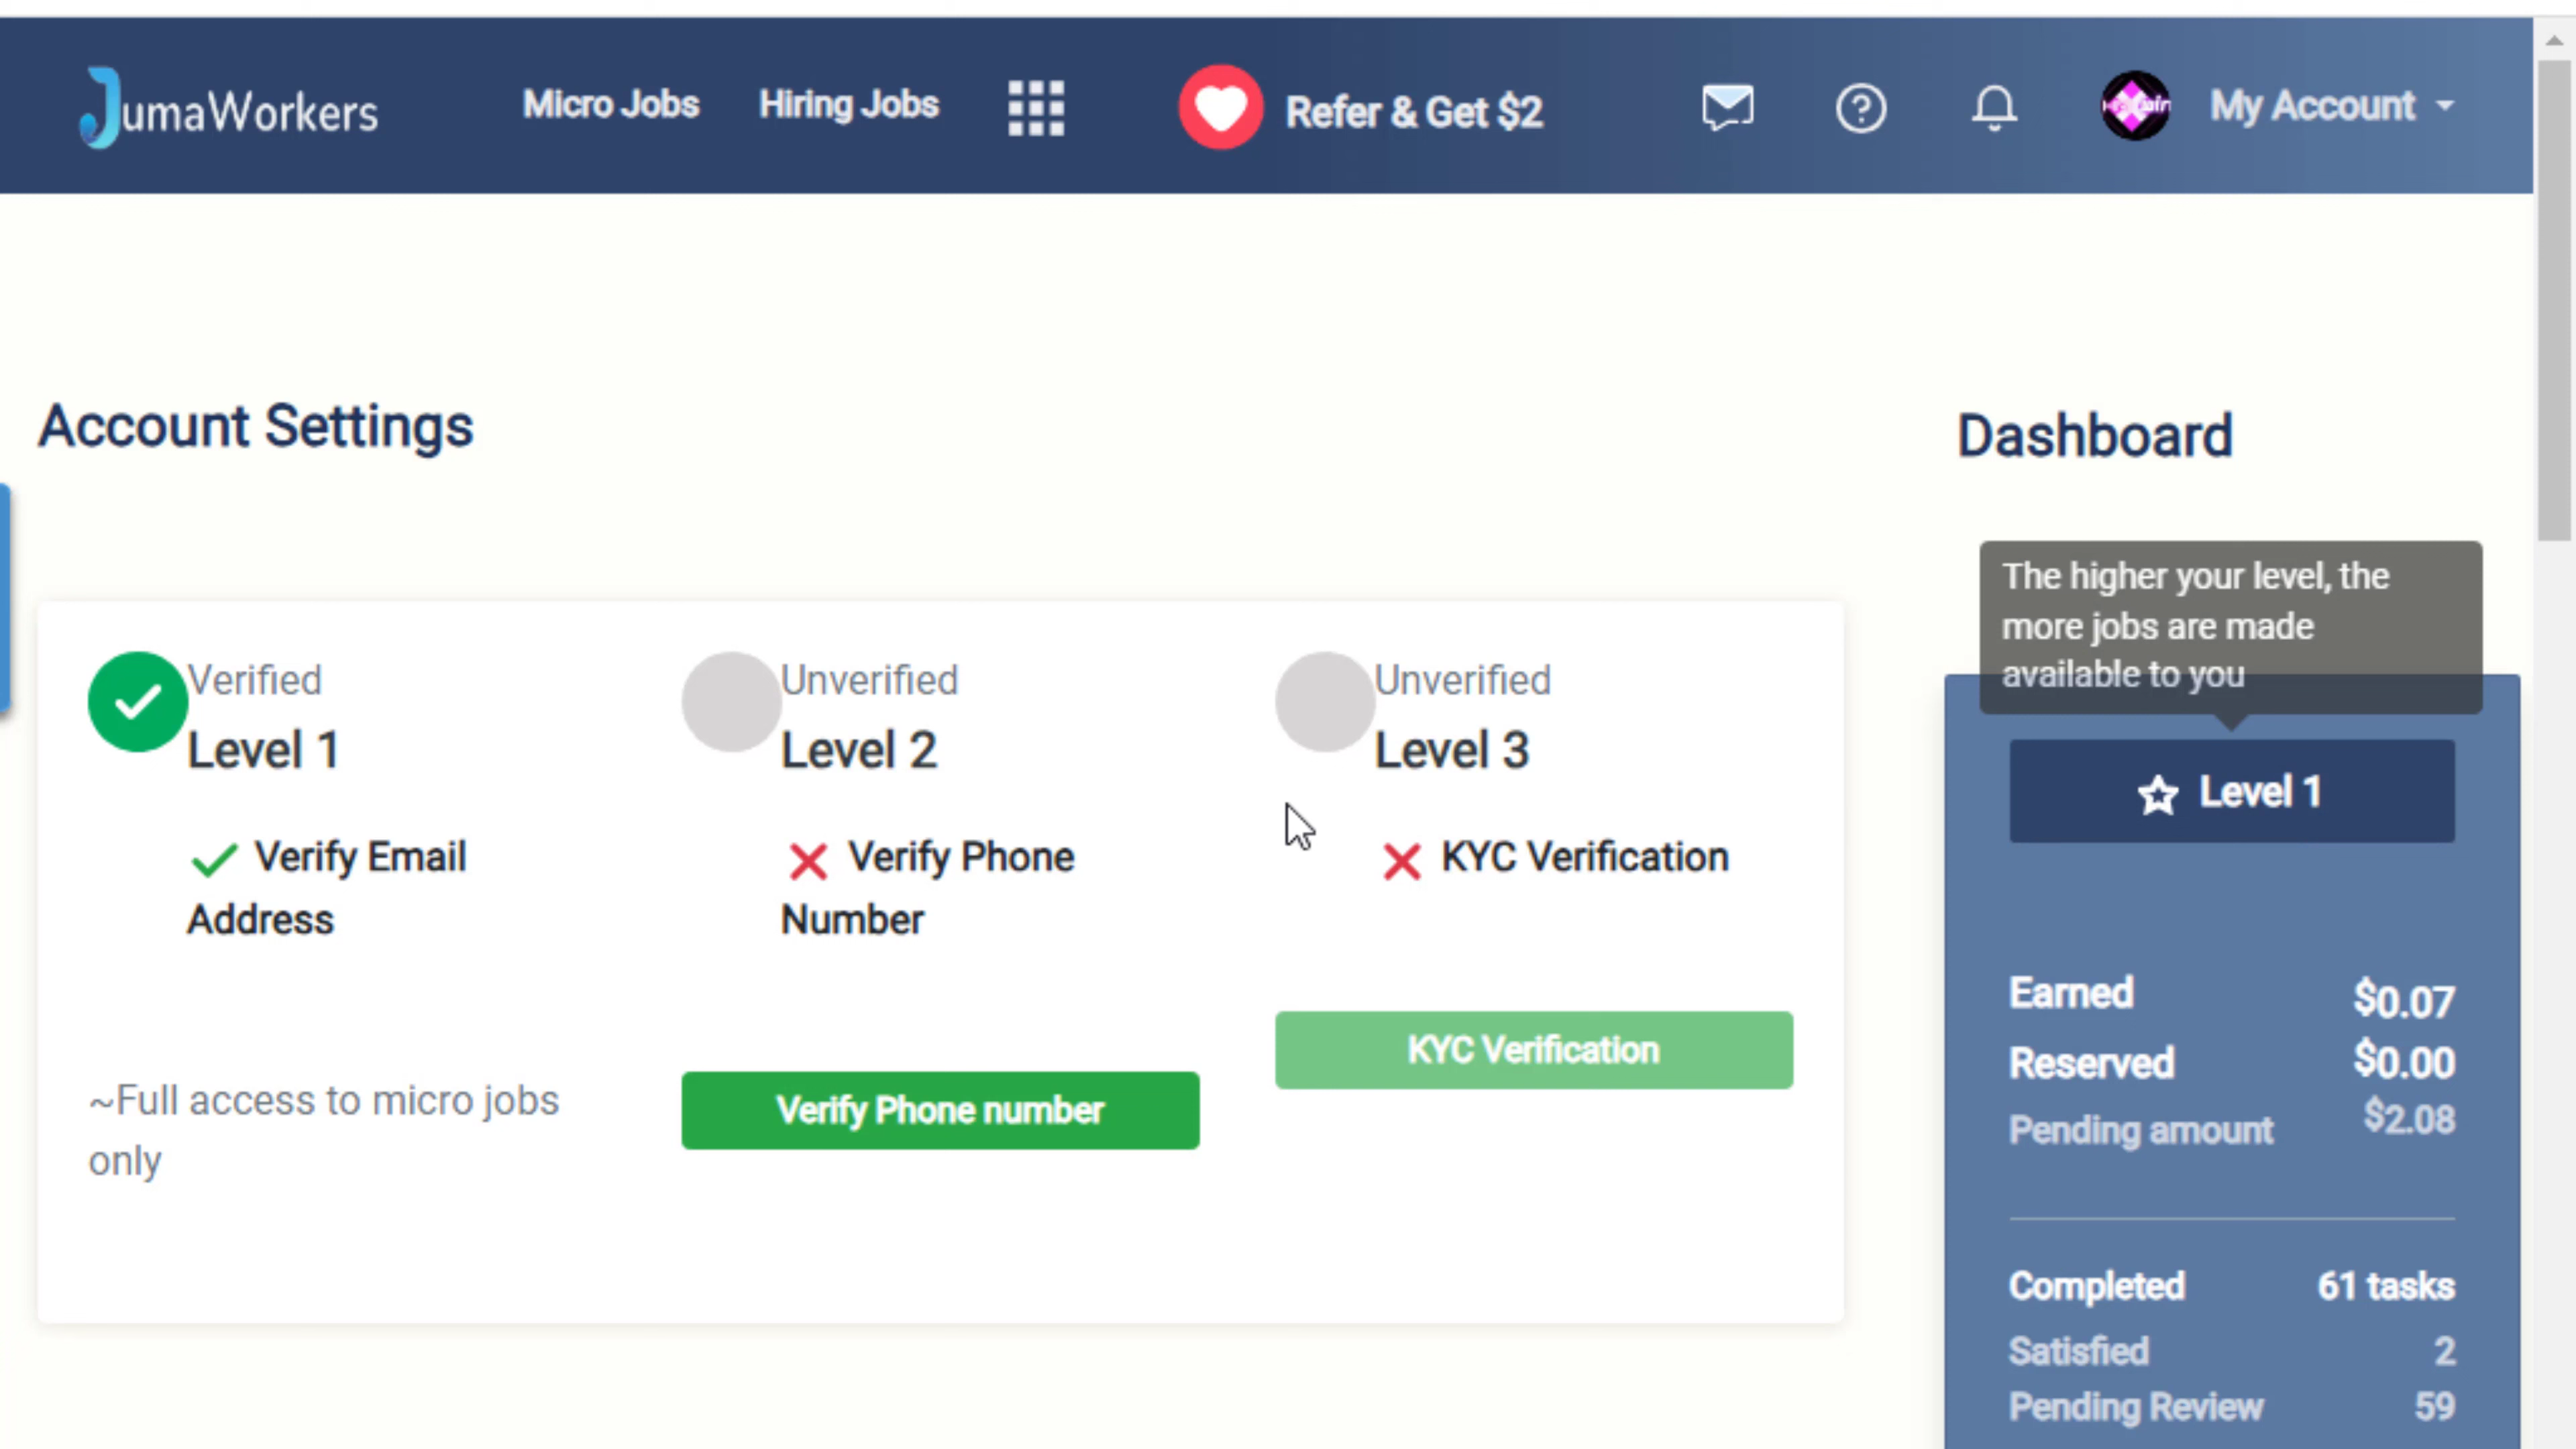 JumaWorkers
Micro Jobs
Hiring Jobs
Refer & Get $2
My Account
Account Settings
Verified
Level 1
Verify Email
Address
~Full access to micro jobs
only
Unverified
Level 2
Verify Phone
Number
Verify Phone number
Unverified
Level 3
KYC Verification
KYC Verification
Dashboard
The higher your level, the
more jobs are made
available to you
Level 1
Earned $0.07
Reserved $0.00
Pending amount $2.08
Completed 61 tasks
Satisfied 2
Pending Review 59